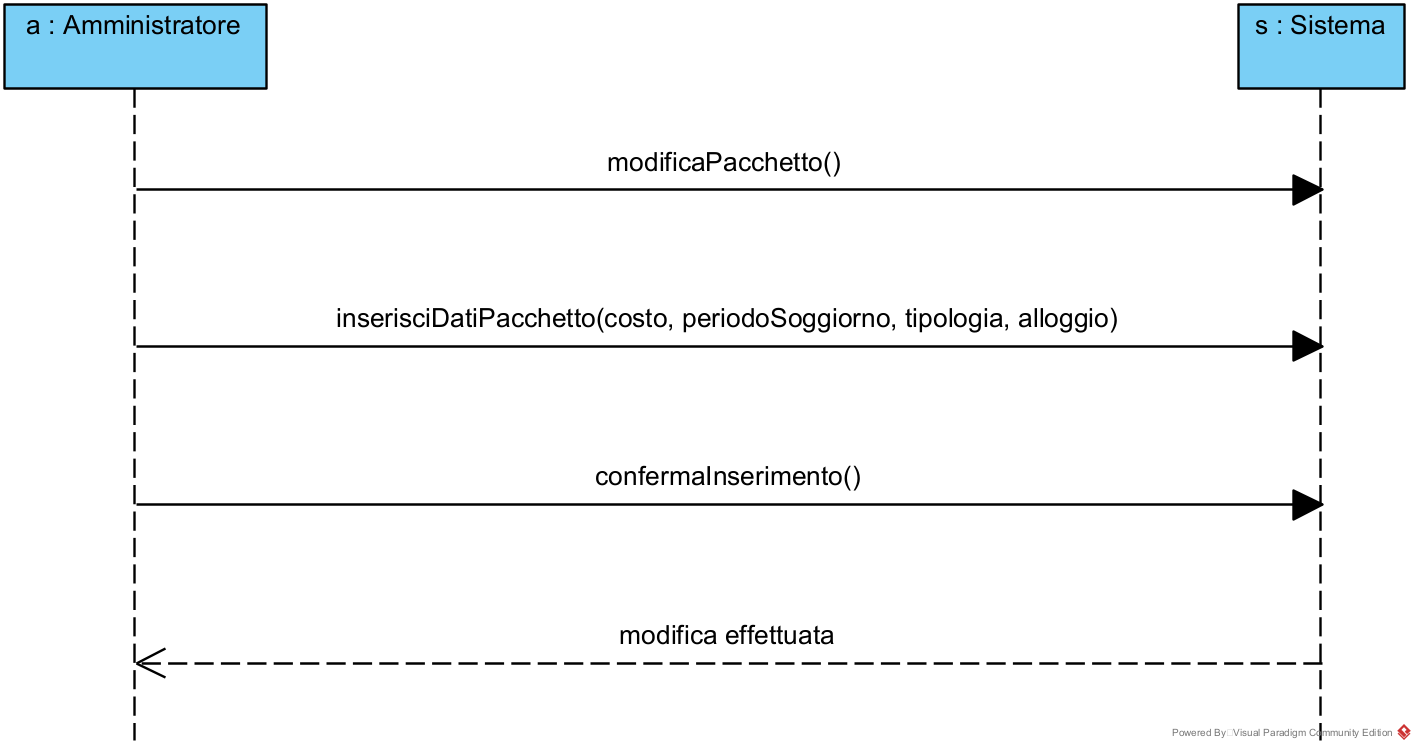 a : Amministratore
s : Sistema
modificaPacchetto()
inserisciDatiPacchetto(costo, periodoSoggiorno, tipologia, alloggio)
confermaInserimento()
modifica effettuata
Powered By Visual Paradigm Community Edition